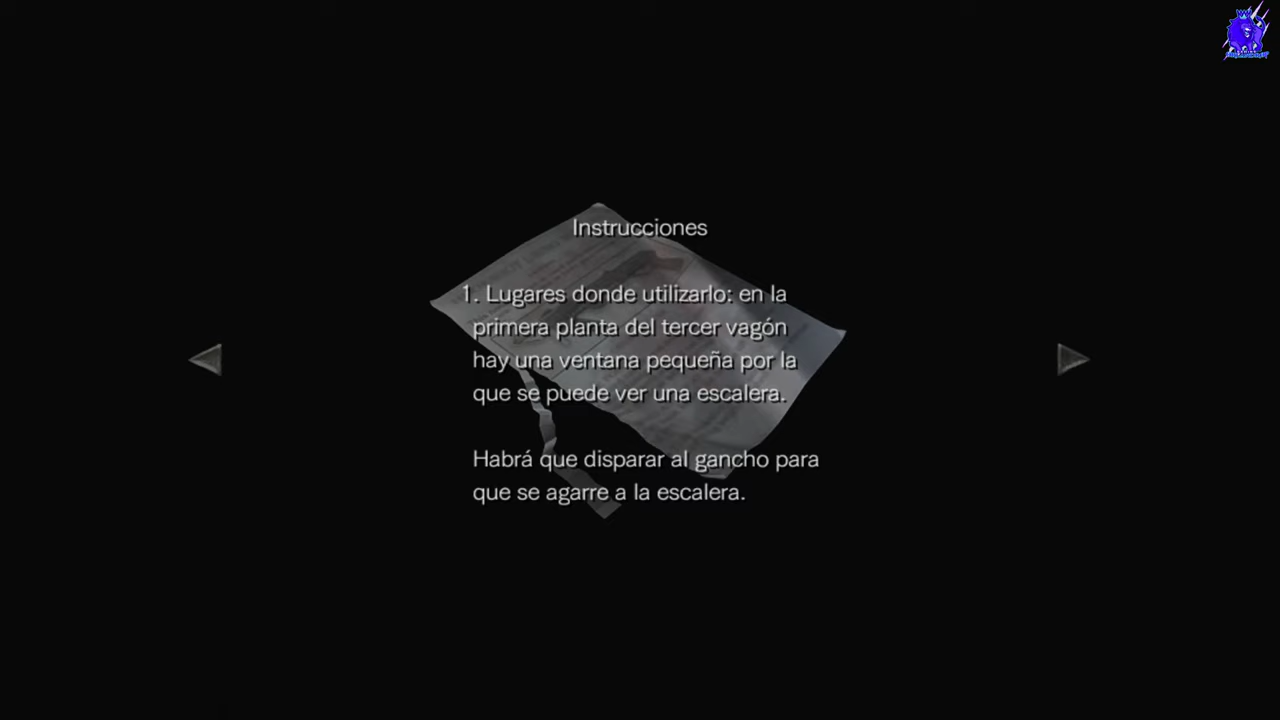 Instrucciones
1. Lugares donde utilizarlo: en la
primera planta del tercer vagón
hay una ventana pequeña por la
que se puede ver una escalera.
Habrá que disparar al gancho para
que se agarre a la escalera.